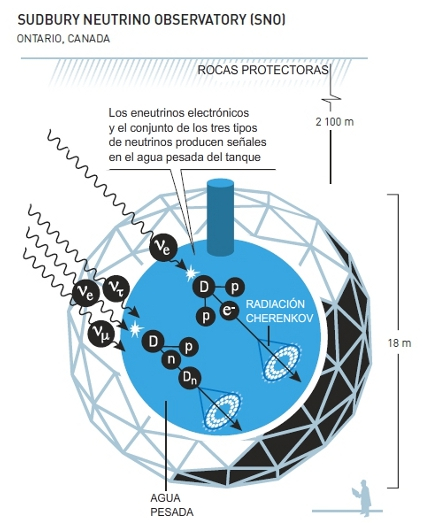 SUDBURY NEUTRINO OBSERVATORY (SNO)
ONTARIO, CANADA
ROCAS PROTECTORAS
2 100 m
Los eneutrinos electrónicos
y el conjunto de los tres tipos
de neutrinos producen señales
en el agua pesada del tanque
νe
νe
ντ
νμ
D
p
p
e-
RADIACIÓN
CHERENKOV
D
p
n
Dn
18 m
AGUA
PESADA